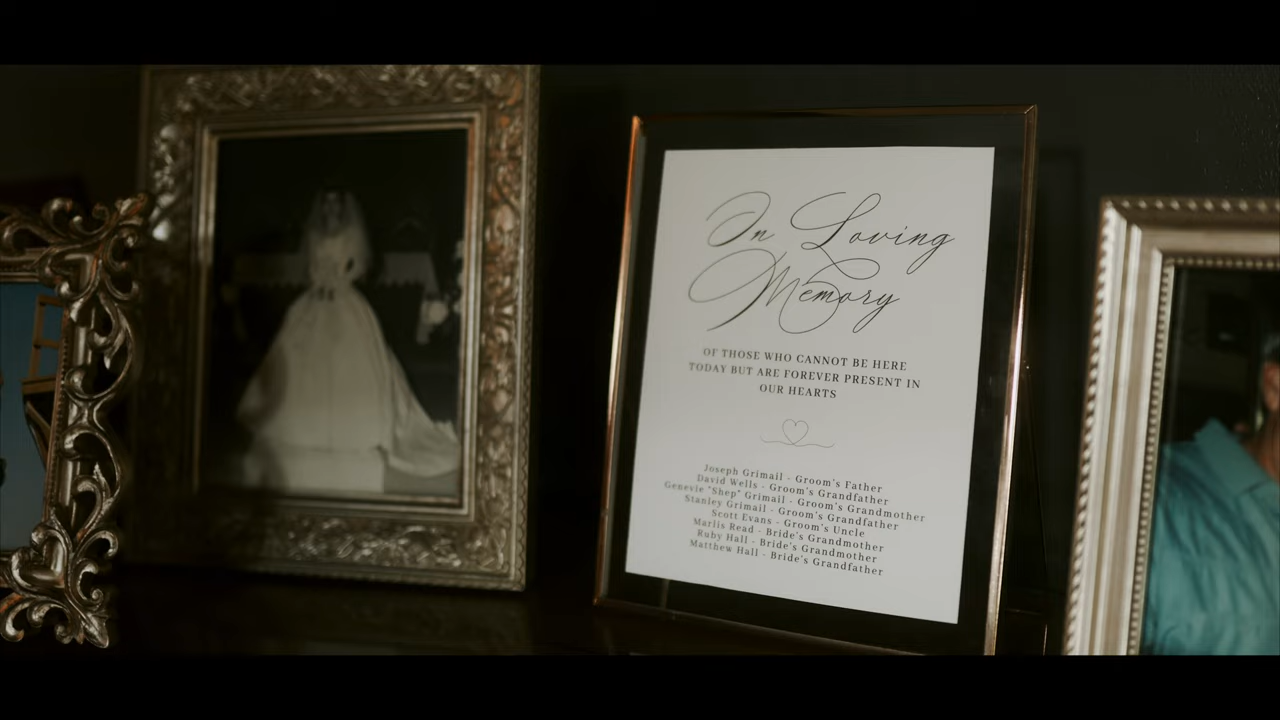 In Loving
Memory
OF THOSE WHO CANNOT BE HERE
TODAY BUT ARE FOREVER PRESENT IN
OUR HEARTS
Joseph Grimail - Groom's Father
David Wells - Groom's Grandfather
Genevie "Shep" Grimail - Groom's Grandmother
Stanley Grimail - Groom's Grandfather
Scott Evans - Groom's Uncle
Marlis Read - Bride's Grandmother
Ruby Hall - Bride's Grandmother
Matthew Hall - Bride's Grandfather